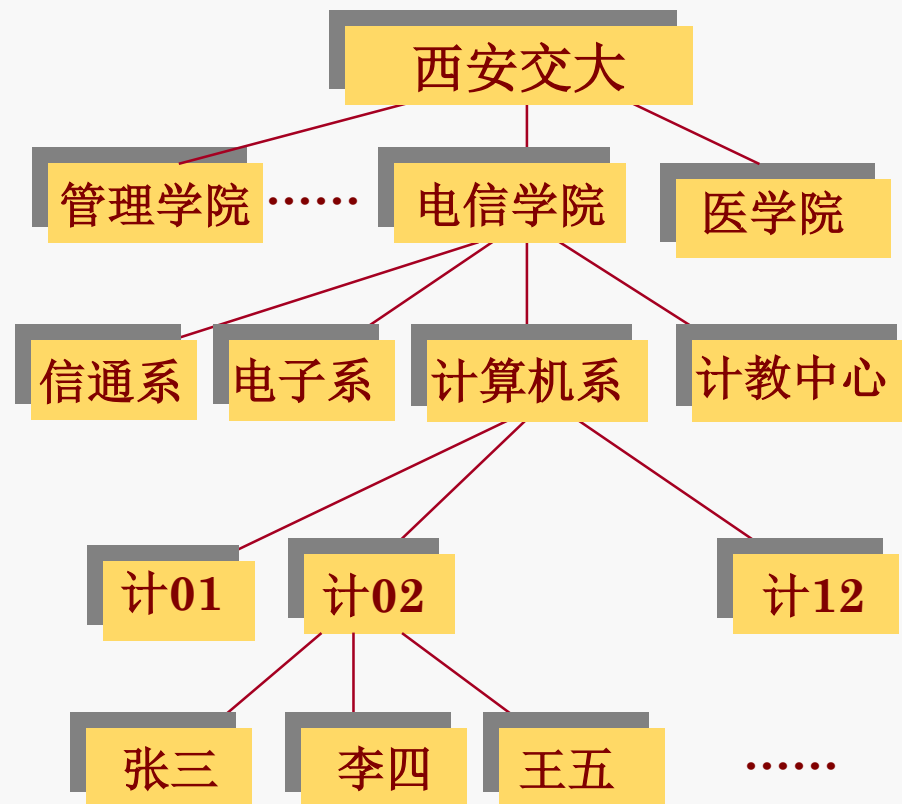 西安交大
管理学院 ······ 电信学院 医学院
信通系 电子系 计算机系 计教中心
计01 计02 计12
张三 李四 王五 ······